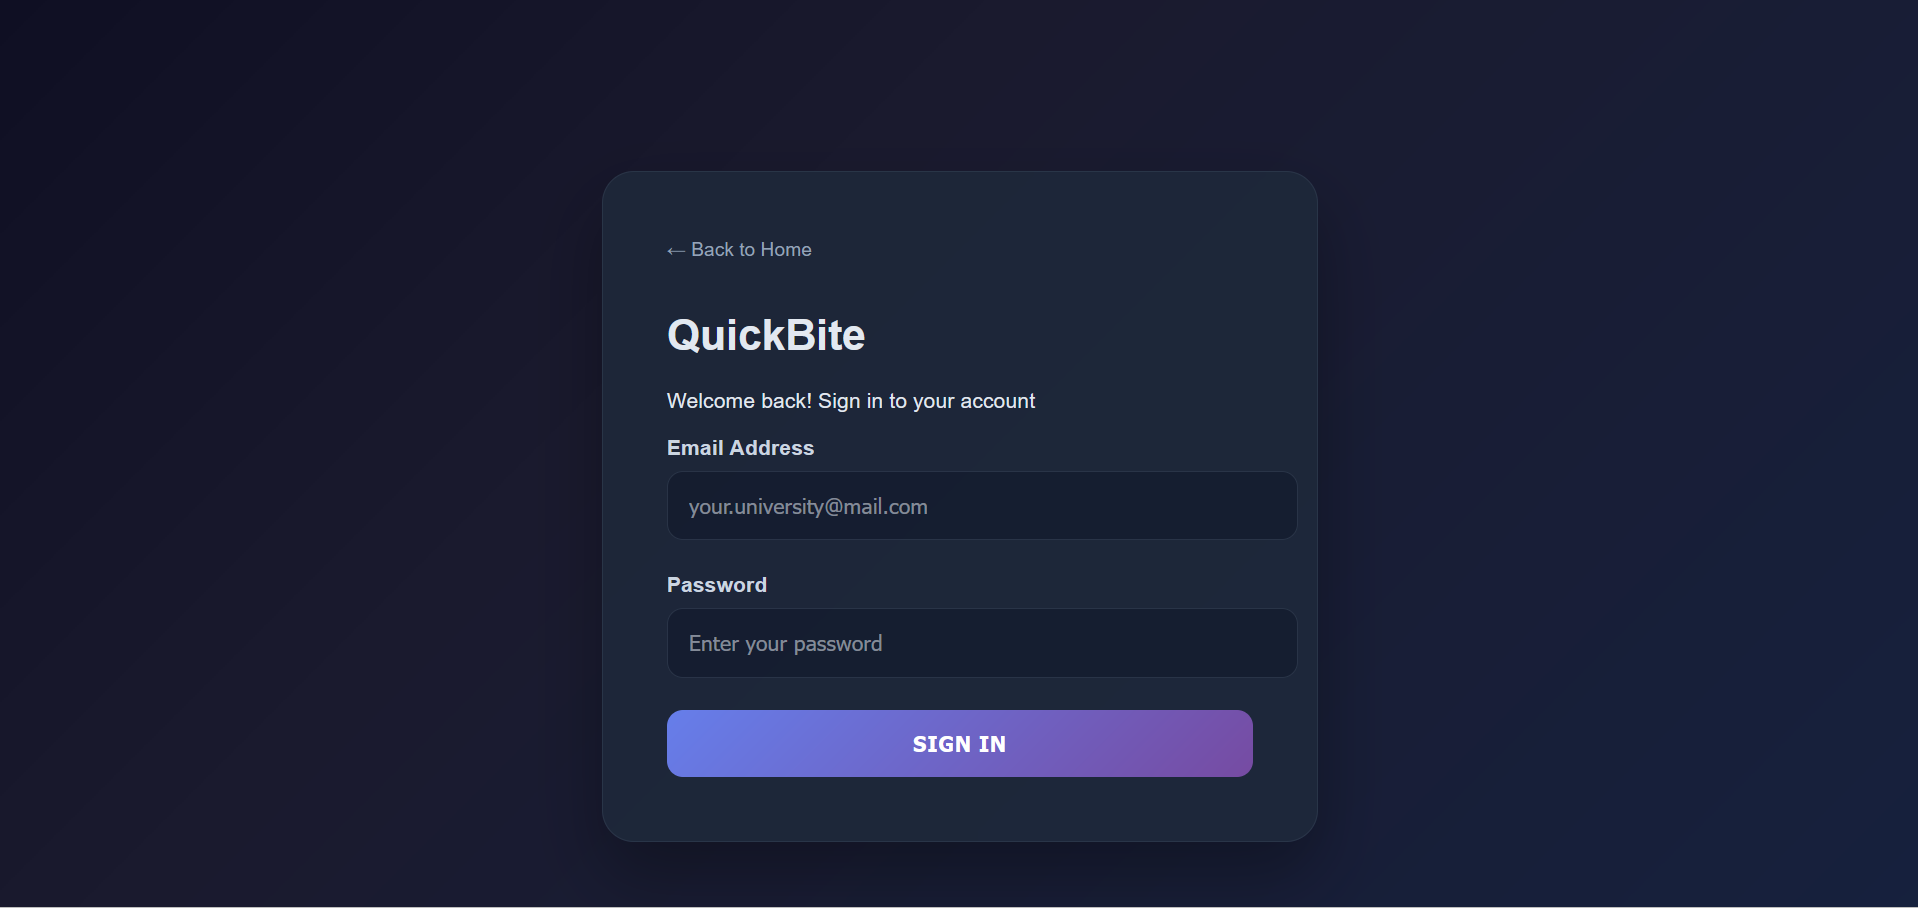 ← Back to Home
QuickBite
Welcome back! Sign in to your account
Email Address
your.university@mail.com
Password
Enter your password
SIGN IN